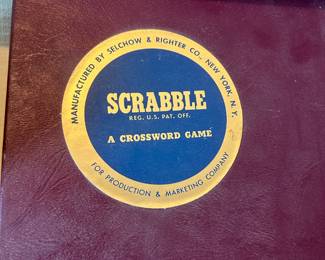 MANUFACTURED BY SELCHOW & RIGHTER CO., NEW YORK, N.Y.
SCRABBLE
REG. U.S. PAT. OFF.
A CROSSWORD GAME
FOR PRODUCTION & MARKETING COMPANY